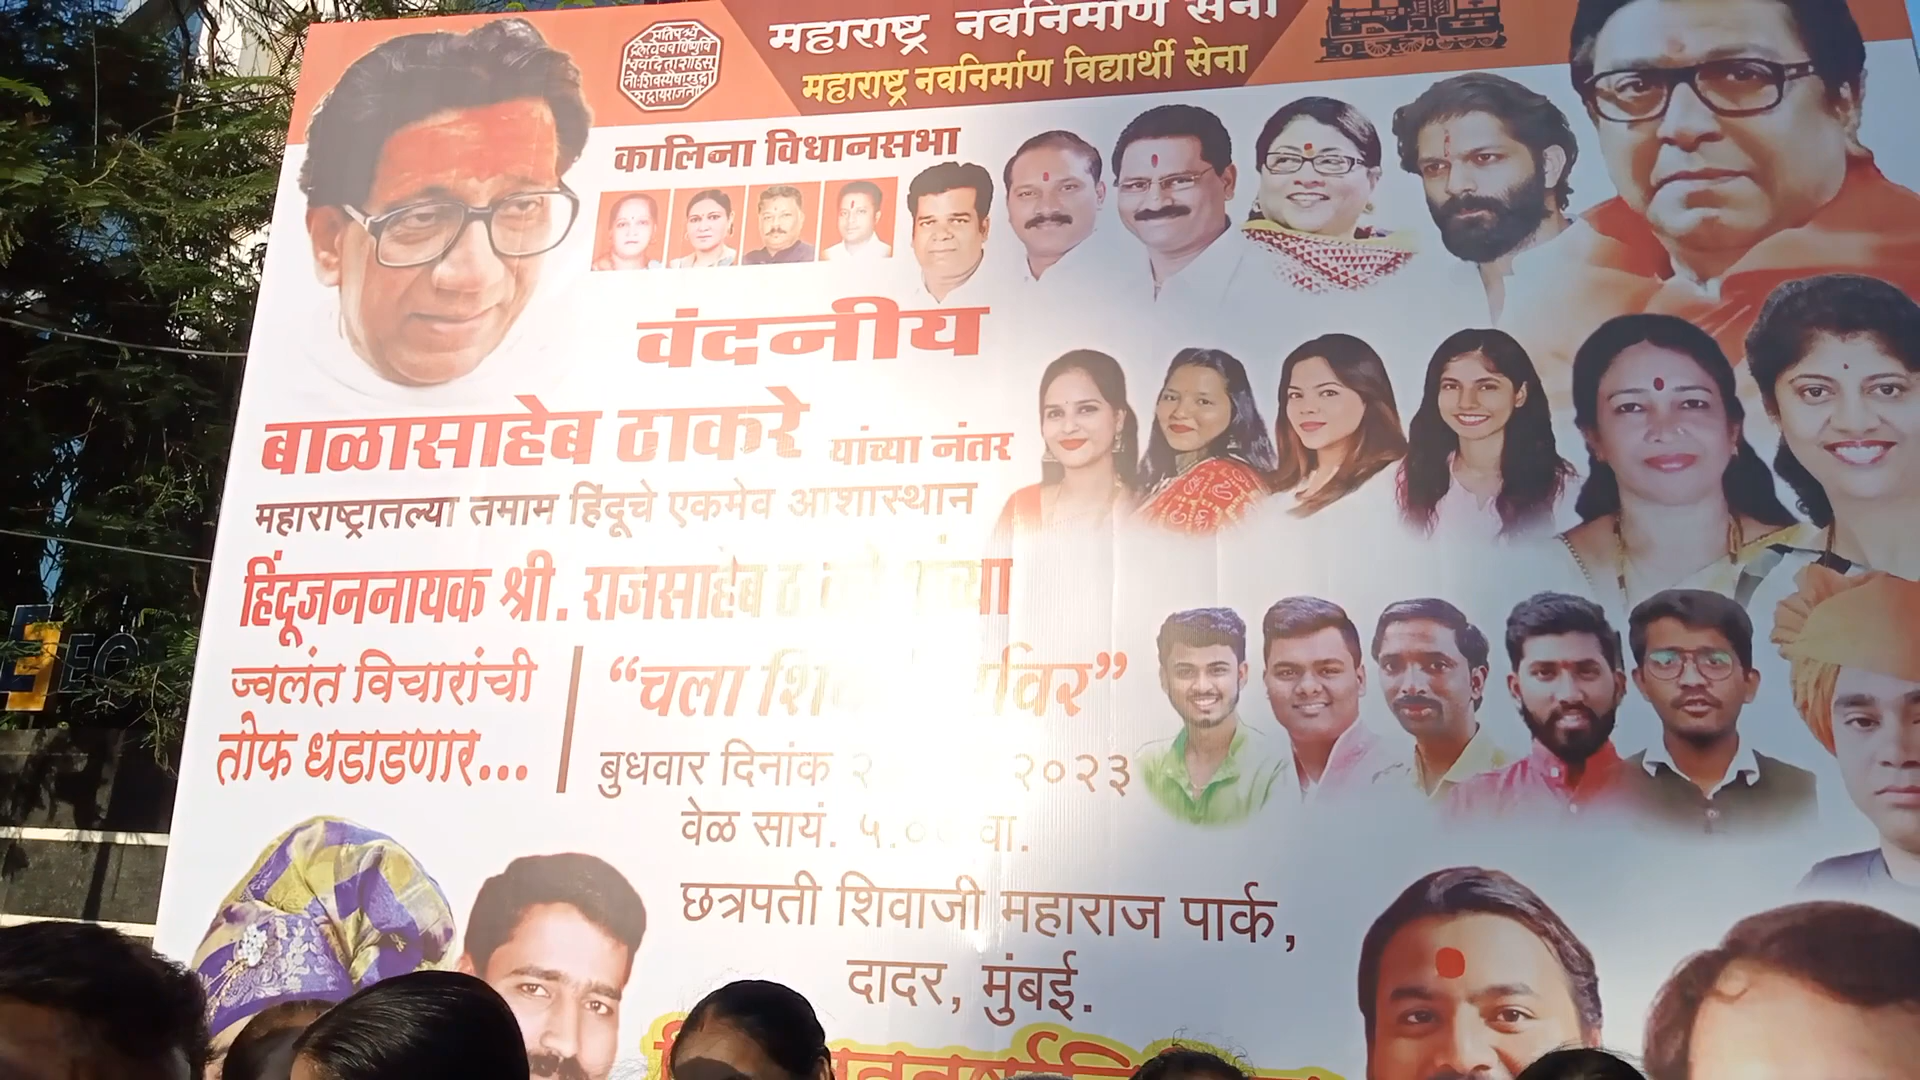 महाराष्ट्र नवनिर्माण सेना
महाराष्ट्र नवनिर्माण विद्यार्थी सेना
कालिना विधानसभा
वंदनीय
बाळासाहेब ठाकरे यांच्या नंतर
महाराष्ट्रातल्या तमाम हिंदूचे एकमेव आशास्थान
हिंदूजननायक श्री. राजसाहेब
ज्वलंत विचारांची
तोफ धडाडणार...
“चला
बुधवार दिनांक २०२३
वेळ सायं. वा.
छत्रपती शिवाजी महाराज पार्क,
दादर, मुंबई.